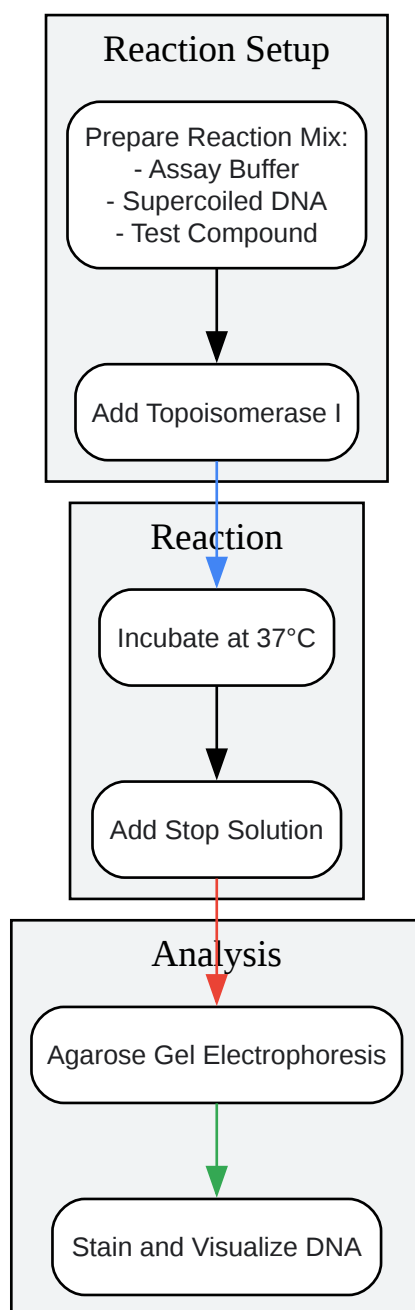 Reaction Setup
Prepare Reaction Mix:
- Assay Buffer
- Supercoiled DNA
- Test Compound
Add Topoisomerase I
Reaction
Incubate at 37°C
Add Stop Solution
Analysis
Agarose Gel Electrophoresis
Stain and Visualize DNA